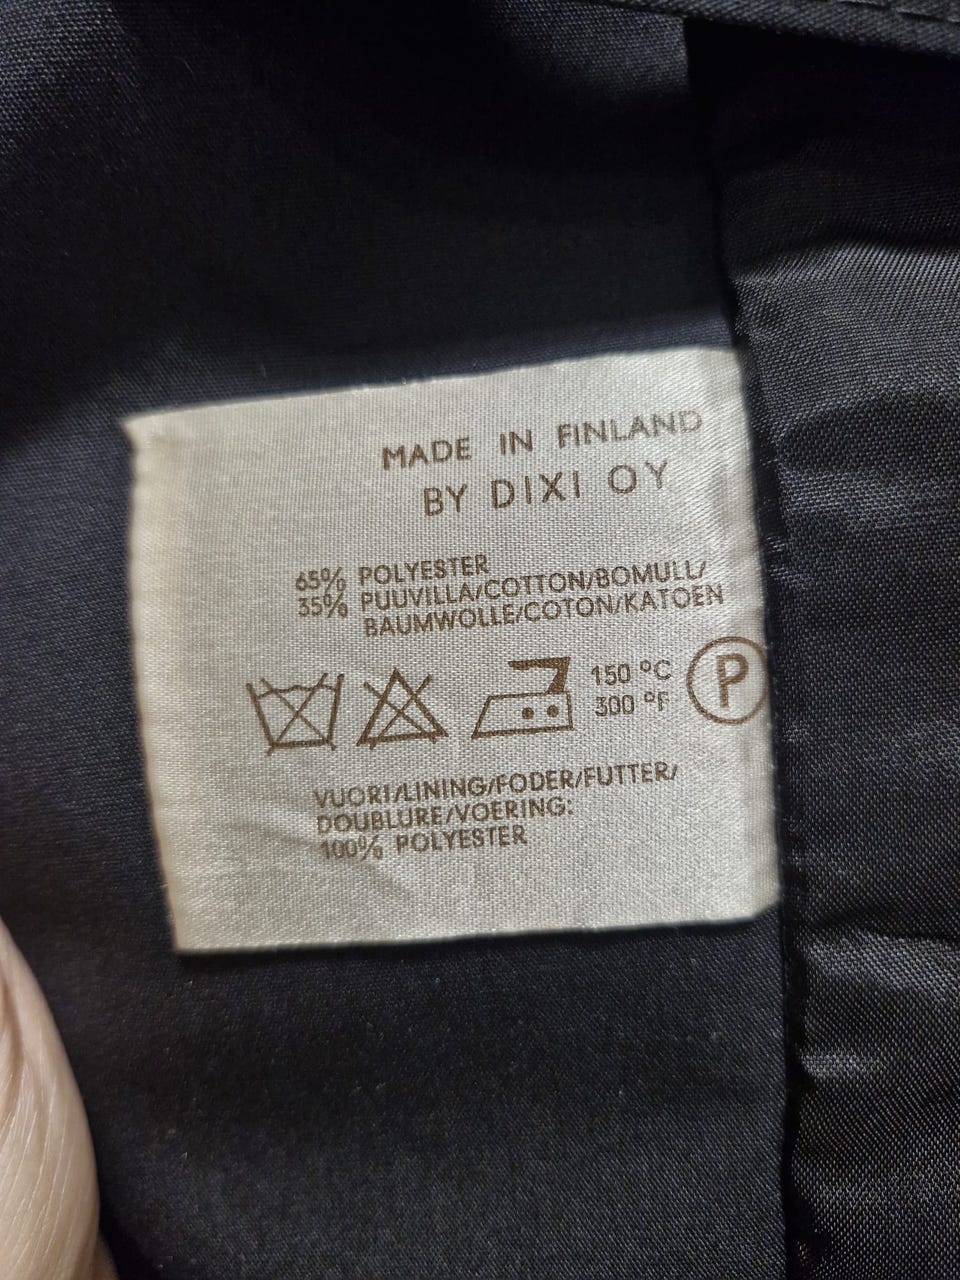 MADE IN FINLAND
BY DIXI OY
65% POLYESTER
35% PUUVILLA/COTTON/BOMULL/
BAUMWOLLE/COTON/KATOEN
150 °C
300 °F
P
VUORI/LINING/FODER/FUTTER/
DOUBLURE/VOERING:
100% POLYESTER